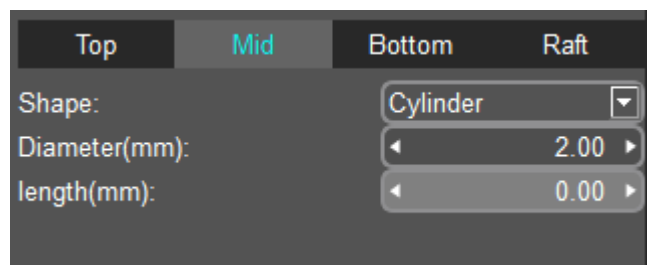 Top Mid Bottom Raft
Shape: Cylinder
Diameter(mm): 2.00
length(mm): 0.00